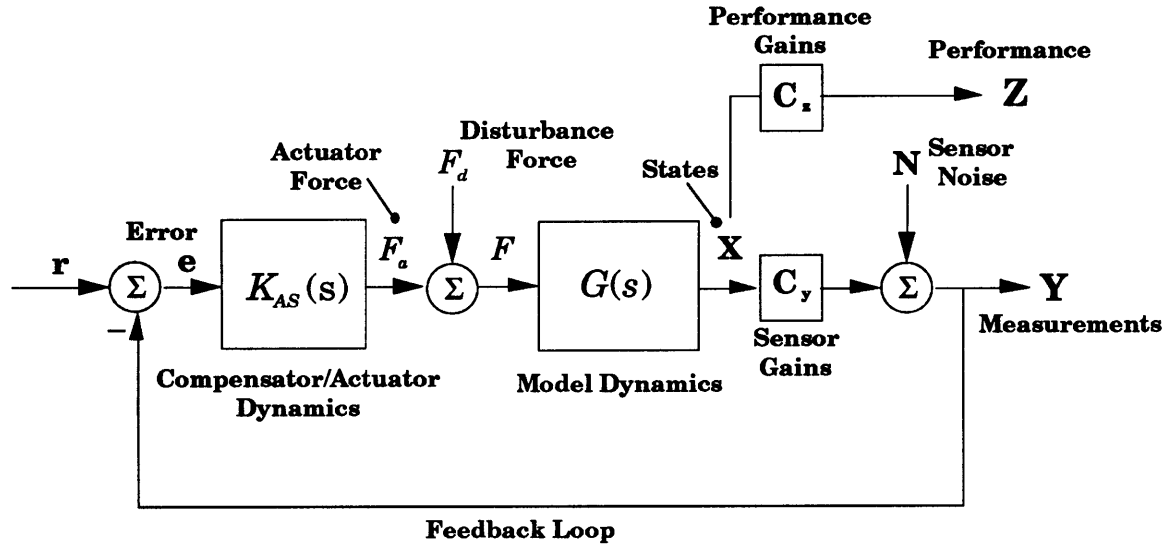 Performance
Gains
Performance
C_z
Z
Disturbance
Force
Actuator
Force
F_d
States
N
Sensor
Noise
Error
r
e
F_a
F
X
Σ
K_AS(s)
Σ
G(s)
C_y
Σ
Y
−
Measurements
Sensor
Gains
Compensator/Actuator
Dynamics
Model Dynamics
Feedback Loop